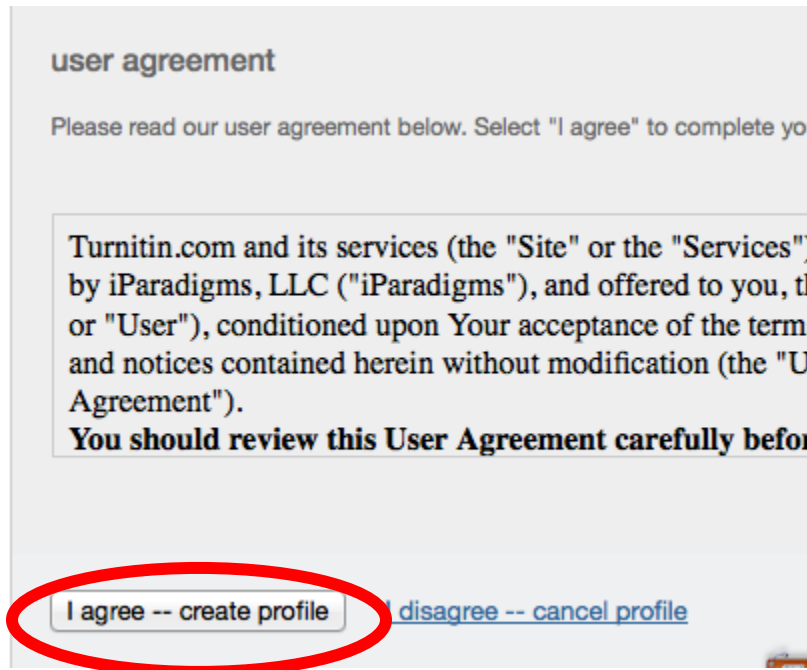 user agreement
Please read our user agreement below. Select "I agree" to complete
Turnitin.com and its services (the "Site" or the "Services")
by iParadigms, LLC ("iParadigms"), and offered to you,
or "User"), conditioned upon Your acceptance of the
and notices contained herein without modification (the
Agreement").
You should review this User Agreement carefully
I agree -- create profile
I disagree -- cancel profile